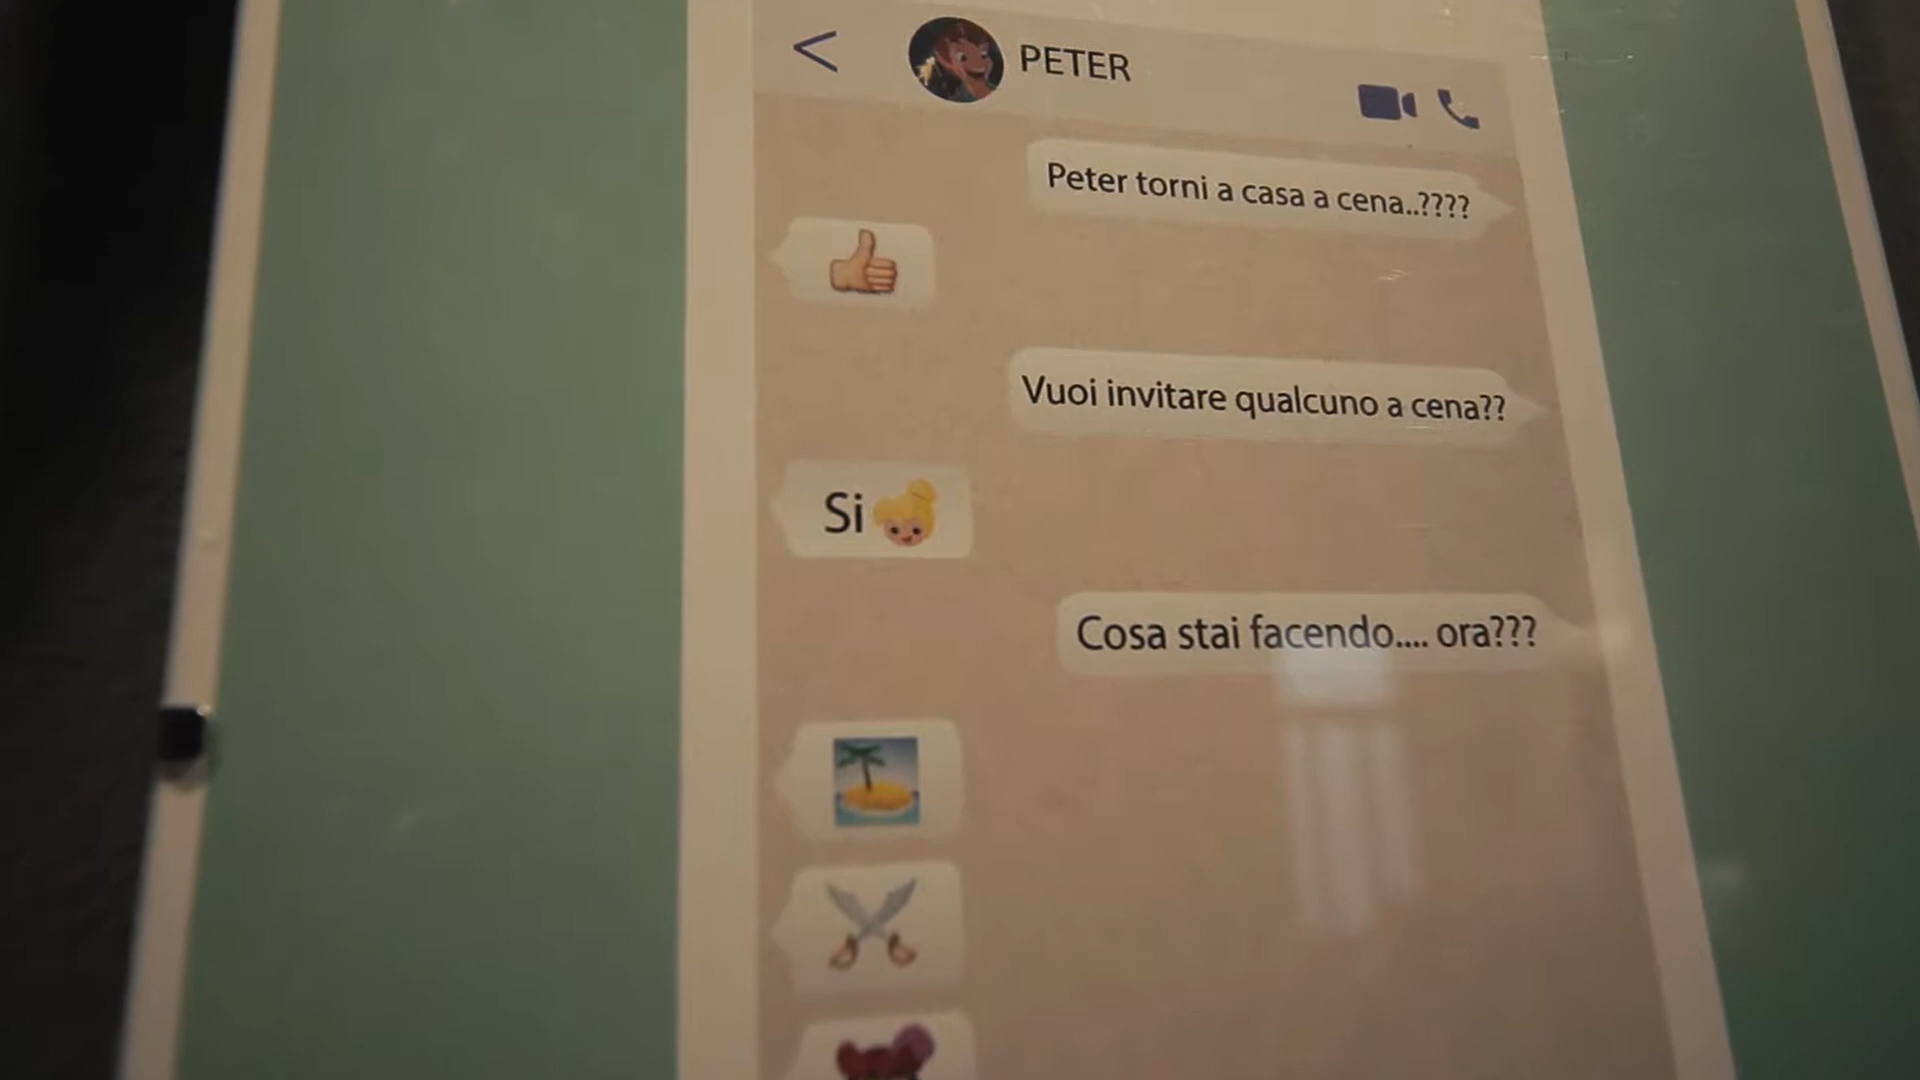 PETER
Peter torni a casa a cena..????
Vuoi invitare qualcuno a cena??
Si
Cosa stai facendo.... ora???